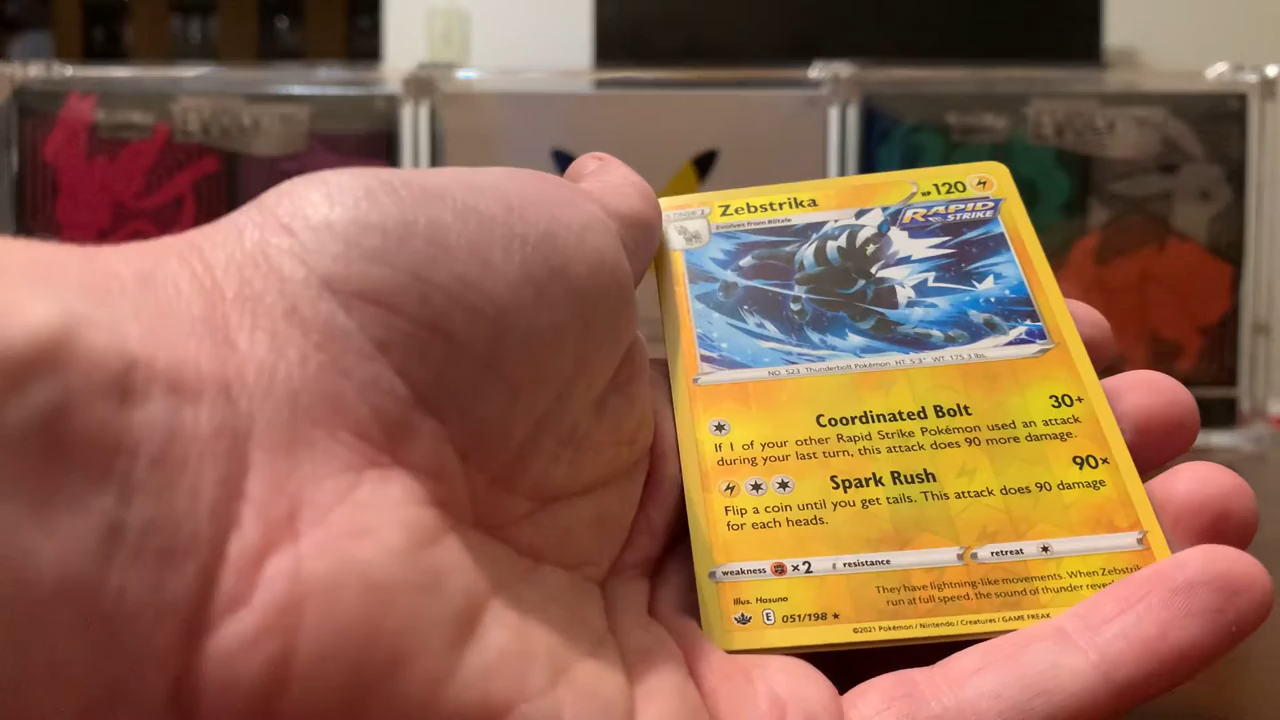 Zebstrika
HP 120
Evolves from Blitzle
RAPID
STRIKE
NO. 523 Thunderbolt Pokémon HT: 5'3" WT: 175.3 lbs.
Coordinated Bolt 30+
If 1 of your other Rapid Strike Pokémon used an attack
during your last turn, this attack does 90 more damage.
Spark Rush 90×
Flip a coin until you get tails. This attack does 90 damage
for each heads.
weakness ×2 resistance retreat
They have lightning-like movements. When
run at full speed, the sound of thunder
Illus. Hasuno
E 051/198 ★
©2021 Pokémon / Nintendo / Creatures / GAME FREAK